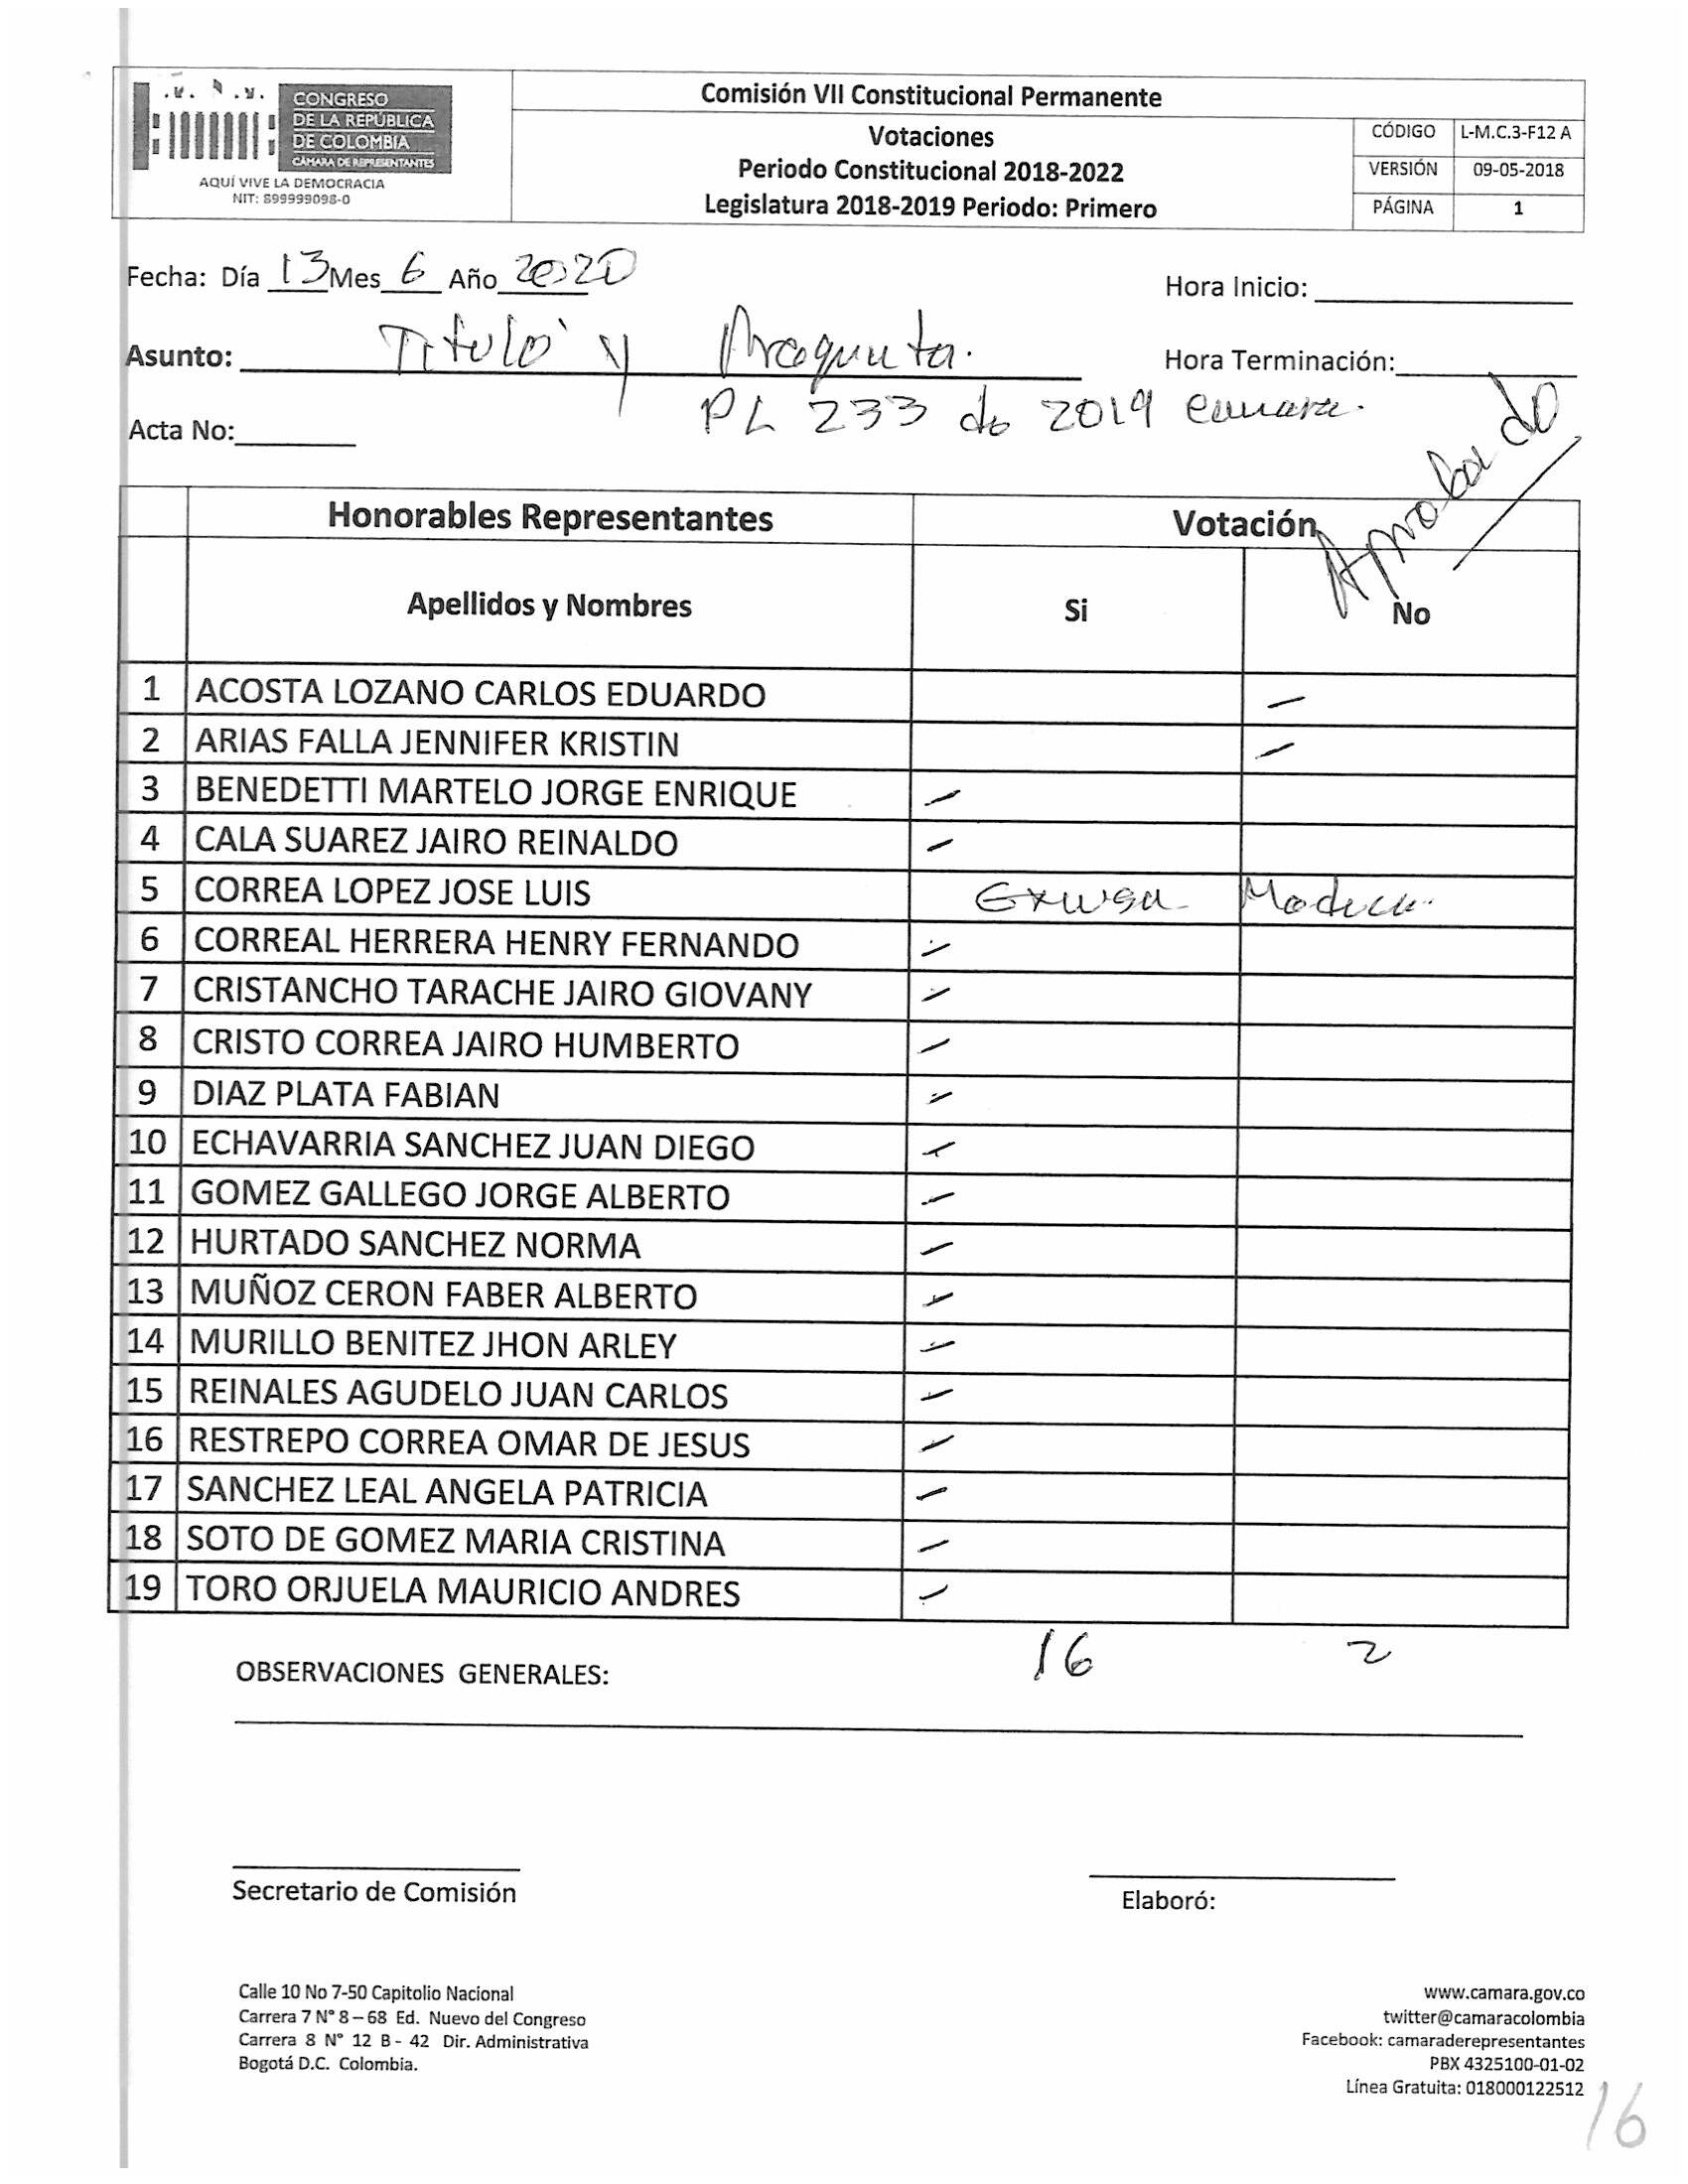 CONGRESO
DE LA REPÚBLICA
DE COLOMBIA
CÁMARA DE REPRESENTANTES
AQUÍ VIVE LA DEMOCRACIA
NIT: 899999098-0
Comisión VII Constitucional Permanente
Votaciones
Periodo Constitucional 2018-2022
Legislatura 2018-2019 Periodo: Primero
CÓDIGO L-M.C.3-F12 A
VERSIÓN 09-05-2018
PÁGINA 1
Fecha: Día 13 Mes 6 Año 2020
Hora Inicio:
Asunto: Titulo y Pregunta.
Hora Terminación:
PL 233 de 2019 camara.
Acta No:
Aprobado
Honorables Representantes Votación
Apellidos y Nombres Si No
1 ACOSTA LOZANO CARLOS EDUARDO –
2 ARIAS FALLA JENNIFER KRISTIN –
3 BENEDETTI MARTELO JORGE ENRIQUE –
4 CALA SUAREZ JAIRO REINALDO –
5 CORREA LOPEZ JOSE LUIS Excusa
6 CORREAL HERRERA HENRY FERNANDO –
7 CRISTANCHO TARACHE JAIRO GIOVANY –
8 CRISTO CORREA JAIRO HUMBERTO –
9 DIAZ PLATA FABIAN –
10 ECHAVARRIA SANCHEZ JUAN DIEGO –
11 GOMEZ GALLEGO JORGE ALBERTO –
12 HURTADO SANCHEZ NORMA –
13 MUÑOZ CERON FABER ALBERTO –
14 MURILLO BENITEZ JHON ARLEY –
15 REINALES AGUDELO JUAN CARLOS –
16 RESTREPO CORREA OMAR DE JESUS –
17 SANCHEZ LEAL ANGELA PATRICIA –
18 SOTO DE GOMEZ MARIA CRISTINA –
19 TORO ORJUELA MAURICIO ANDRES –
16 2
OBSERVACIONES GENERALES:
Secretario de Comisión
Elaboró:
Calle 10 No 7-50 Capitolio Nacional
Carrera 7 N° 8 – 68 Ed. Nuevo del Congreso
Carrera 8 N° 12 B - 42 Dir. Administrativa
Bogotá D.C. Colombia.
www.camara.gov.co
twitter@camaracolombia
Facebook: camaraderepresentantes
PBX 4325100-01-02
Línea Gratuita: 018000122512
16